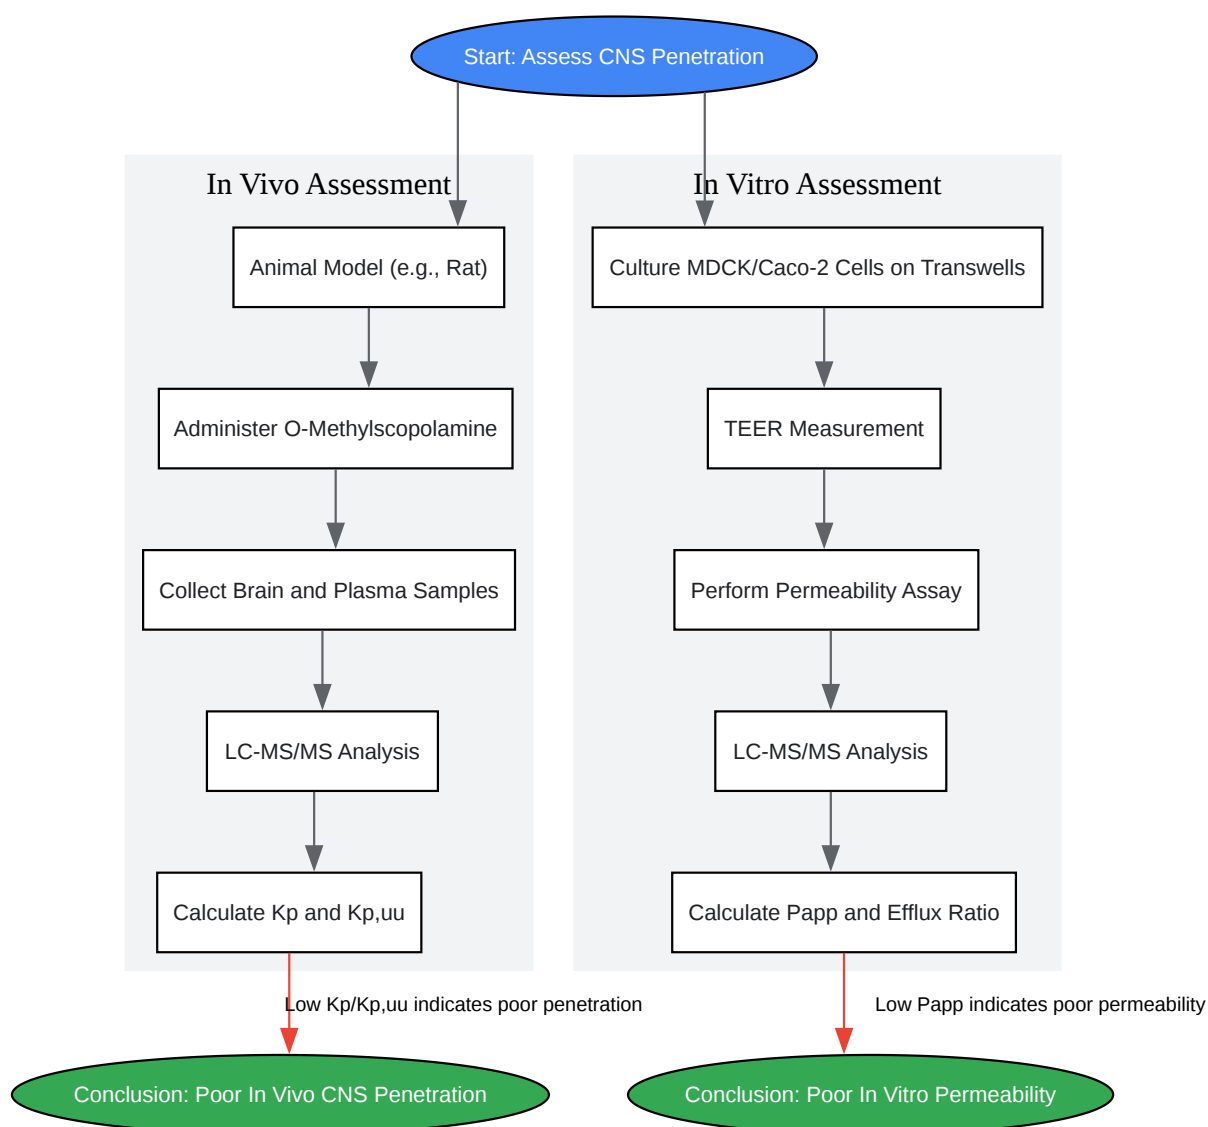 Start: Assess CNS Penetration
In Vivo Assessment
Animal Model (e.g., Rat)
Administer O-Methylscopolamine
Collect Brain and Plasma Samples
LC-MS/MS Analysis
Calculate Kp and Kp,uu
Low Kp/Kp,uu indicates poor penetration
Conclusion: Poor In Vivo CNS Penetration
In Vitro Assessment
Culture MDCK/Caco-2 Cells on Transwells
TEER Measurement
Perform Permeability Assay
LC-MS/MS Analysis
Calculate Papp and Efflux Ratio
Low Papp indicates poor permeability
Conclusion: Poor In Vitro Permeability